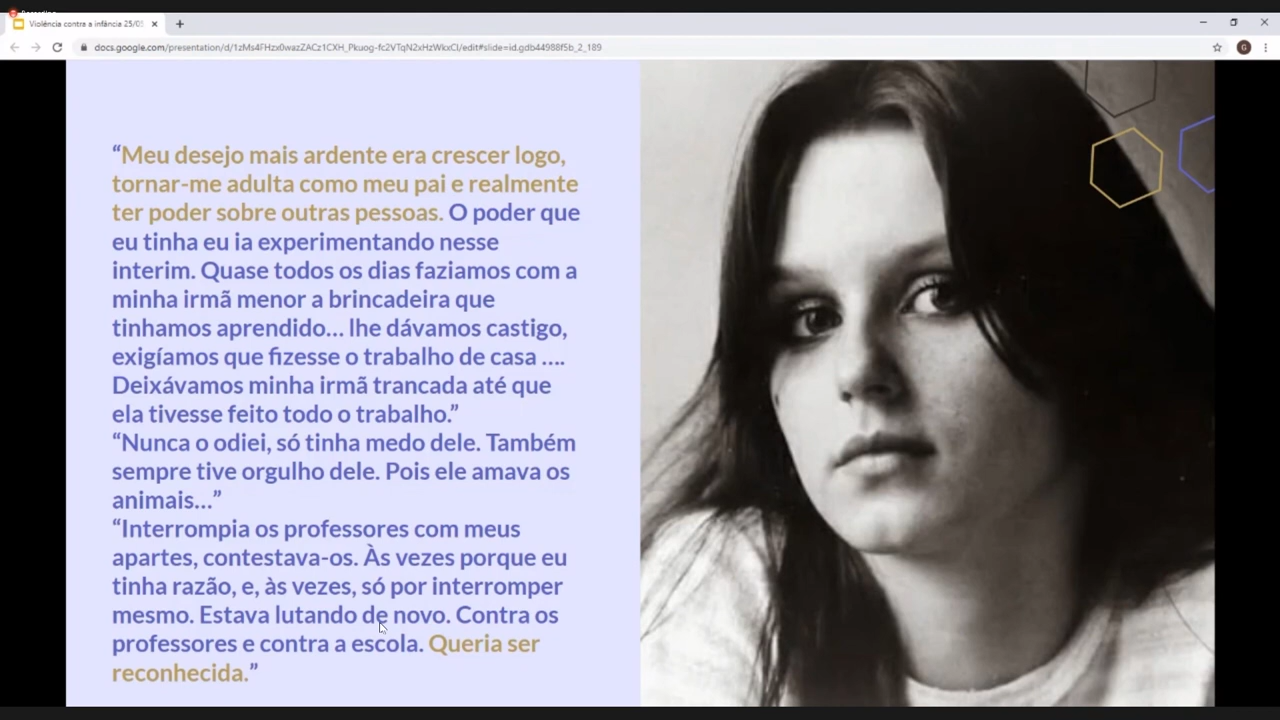 Recording
Violência contra a infância 25/05
docs.google.com/presentation/d/1zMs4FHzx0wazZACz1CXH_Pkuog-fc2VTqN2xHzWkxCI/edit#slide=id.gdb44988f5b_2_189
G
“Meu desejo mais ardente era crescer logo,
tornar-me adulta como meu pai e realmente
ter poder sobre outras pessoas. O poder que
eu tinha eu ia experimentando nesse
interim. Quase todos os dias faziamos com a
minha irmã menor a brincadeira que
tinhamos aprendido... lhe dávamos castigo,
exigíamos que fizesse o trabalho de casa ....
Deixávamos minha irmã trancada até que
ela tivesse feito todo o trabalho.”
“Nunca o odiei, só tinha medo dele. Também
sempre tive orgulho dele. Pois ele amava os
animais...”
“Interrompia os professores com meus
apartes, contestava-os. Às vezes porque eu
tinha razão, e, às vezes, só por interromper
mesmo. Estava lutando de novo. Contra os
professores e contra a escola. Queria ser
reconhecida.”